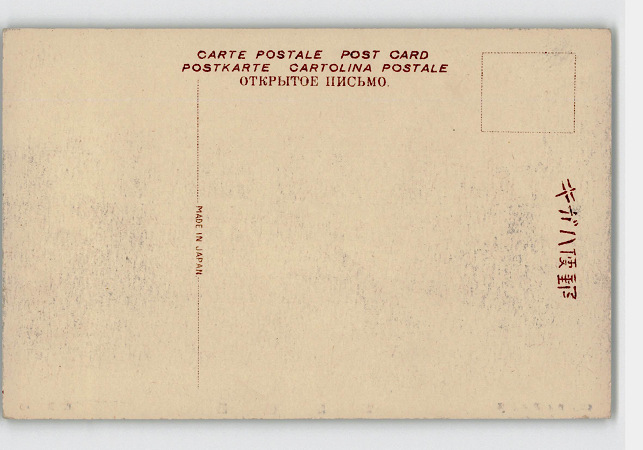 CARTE POSTALE POST CARD
POSTKARTE CARTOLINA POSTALE
ОТКРЫТОЕ ПИСЬМО.
MADE IN JAPAN
郵便ハガキ